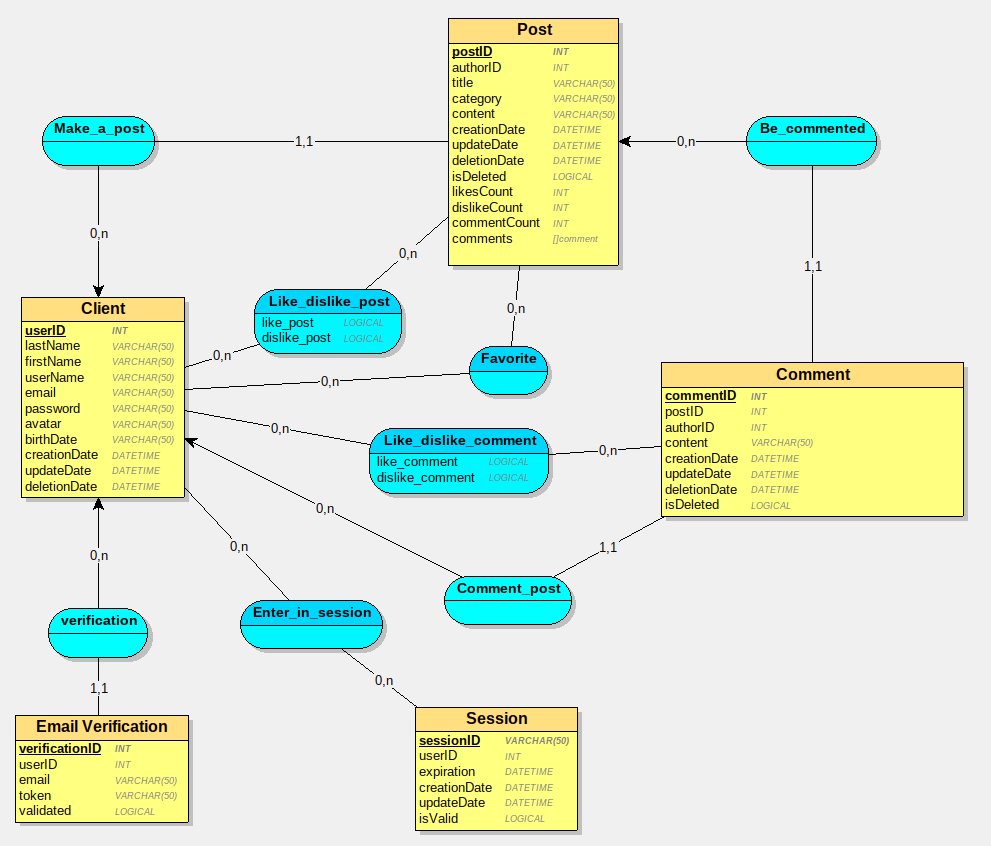 Post
postID INT
authorID INT
title VARCHAR(50)
category VARCHAR(50)
content VARCHAR(50)
creationDate DATETIME
updateDate DATETIME
deletionDate DATETIME
isDeleted LOGICAL
likesCount INT
dislikeCount INT
commentCount INT
comments []comment
Make_a_post
1,1
0,n
Be_commented
0,n
1,1
0,n
Like_dislike_post
like_post LOGICAL
dislike_post LOGICAL
0,n
0,n
Favorite
0,n
Client
userID INT
lastName VARCHAR(50)
firstName VARCHAR(50)
userName VARCHAR(50)
email VARCHAR(50)
password VARCHAR(50)
avatar VARCHAR(50)
birthDate VARCHAR(50)
creationDate DATETIME
updateDate DATETIME
deletionDate DATETIME
Comment
commentID INT
postID INT
authorID INT
content VARCHAR(50)
creationDate DATETIME
updateDate DATETIME
deletionDate DATETIME
isDeleted LOGICAL
0,n
Like_dislike_comment
like_comment LOGICAL
dislike_comment LOGICAL
0,n
0,n
Comment_post
1,1
0,n
verification
1,1
0,n
Enter_in_session
0,n
Email Verification
verificationID INT
userID INT
email VARCHAR(50)
token VARCHAR(50)
validated LOGICAL
Session
sessionID VARCHAR(50)
userID INT
expiration DATETIME
creationDate DATETIME
updateDate DATETIME
isValid LOGICAL